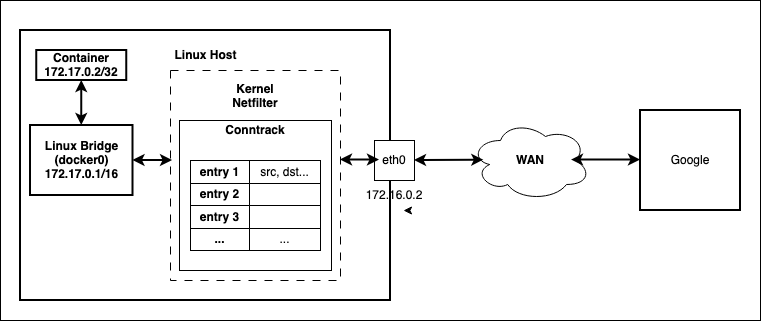 Linux Host
Container
172.17.0.2/32
Kernel
Netfilter
Conntrack
Linux Bridge
(docker0)
172.17.0.1/16
entry 1 src, dst...
entry 2
entry 3
... ...
eth0
172.16.0.2
WAN
Google